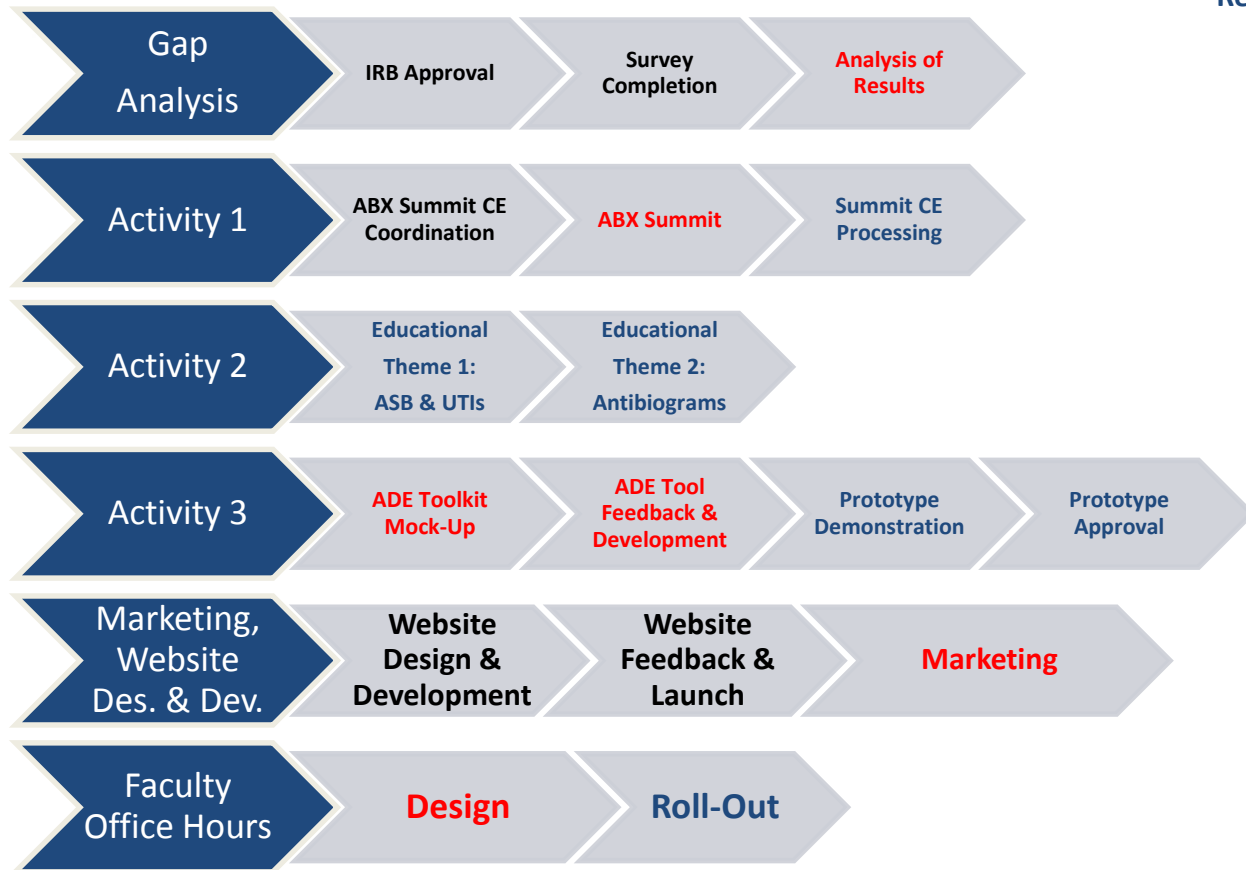 Gap
Analysis
IRB Approval
Survey
Completion
Analysis of
Results
Activity 1
ABX Summit CE
Coordination
ABX Summit
Summit CE
Processing
Activity 2
Educational
Theme 1:
ASB & UTIs
Educational
Theme 2:
Antibiograms
Activity 3
ADE Toolkit
Mock-Up
ADE Tool
Feedback &
Development
Prototype
Demonstration
Prototype
Approval
Marketing,
Website
Des. & Dev.
Website
Design &
Development
Website
Feedback &
Launch
Marketing
Faculty
Office Hours
Design
Roll-Out